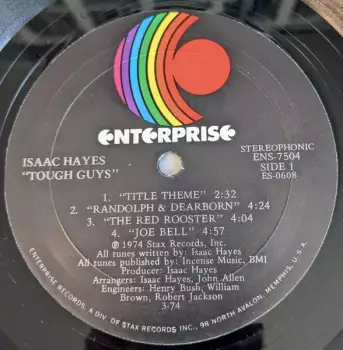 ENTERPRISE
ISAAC HAYES
"TOUGH GUYS"
STEREOPHONIC
ENS-7504
SIDE 1
ES-0608
1. "TITLE THEME" 2:32
2. "RANDOLPH & DEARBORN" 4:24
3. "THE RED ROOSTER" 4:04
4. "JOE BELL" 4:57
℗ 1974 Stax Records, Inc.
All tunes written by: Isaac Hayes
All tunes published by: Incense Music, BMI
Producer: Isaac Hayes
Arrangers: Isaac Hayes, John Allen
Engineers: Henry Bush, William
Brown, Robert Jackson
3-74
ENTERPRISE RECORDS, A DIV. OF STAX RECORDS INC., 98 NORTH AVALON, MEMPHIS, U.S.A.